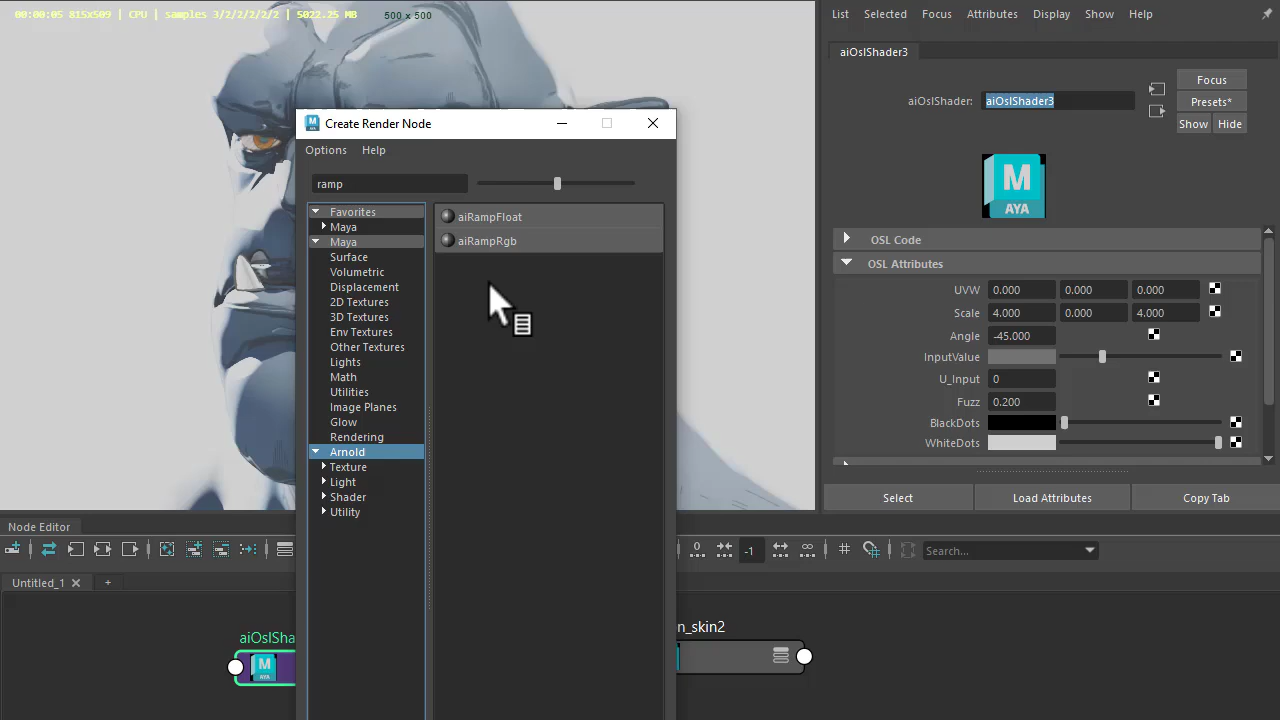 00:00:05 815x509 | CPU | samples 3/2/2/2/2/2 | 5022.25 MB
500 x 500
List Selected Focus Attributes Display Show Help
aiOslShader3
aiOslShader: aiOslShader3
Focus
Presets*
Show Hide
M
AYA
OSL Code
OSL Attributes
UVW 0.000 0.000 0.000
Scale 4.000 0.000 4.000
Angle -45.000
InputValue
U_Input 0
Fuzz 0.200
BlackDots
WhiteDots
Select Load Attributes Copy Tab
M Create Render Node
Options Help
ramp
Favorites
Maya
Maya
Surface
Volumetric
Displacement
2D Textures
3D Textures
Env Textures
Other Textures
Lights
Math
Utilities
Image Planes
Glow
Rendering
Arnold
Texture
Light
Shader
Utility
aiRampFloat
aiRampRgb
Node Editor
0
-1
Search...
Untitled_1
+
aiOslSha
M
AYA
n_skin2